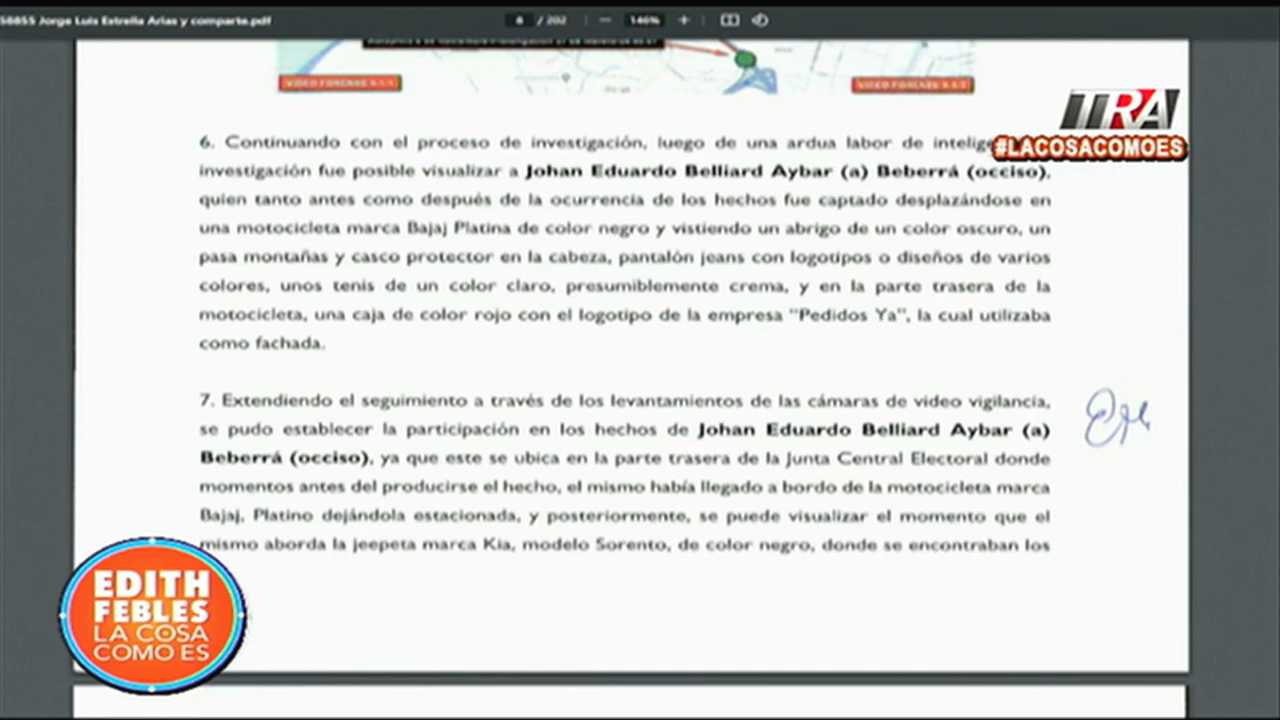 58855 Jorge Luis Estrella Arias y comparte.pdf
8 / 202 — 146% +
VIDEO FORENSE 9-1-1
VIDEO FORENSE 9-1-1
TRA
#LACOSACOMOES
6. Continuando con el proceso de investigación, luego de una ardua labor de
investigación fue posible visualizar a Johan Eduardo Belliard Aybar (a) Beberrá (occiso),
quien tanto antes como después de la ocurrencia de los hechos fue captado desplazándose en
una motocicleta marca Bajaj Platina de color negro y vistiendo un abrigo de un color oscuro, un
pasa montañas y casco protector en la cabeza, pantalón jeans con logotipos o diseños de varios
colores, unos tenis de un color claro, presumiblemente crema, y en la parte trasera de la
motocicleta, una caja de color rojo con el logotipo de la empresa "Pedidos Ya", la cual utilizaba
como fachada.
7. Extendiendo el seguimiento a través de los levantamientos de las cámaras de video vigilancia,
se pudo establecer la participación en los hechos de Johan Eduardo Belliard Aybar (a)
Beberrá (occiso), ya que este se ubica en la parte trasera de la Junta Central Electoral donde
momentos antes del producirse el hecho, el mismo había llegado a bordo de la motocicleta marca
Bajaj, Platino dejándola estacionada, y posteriormente, se puede visualizar el momento que el
mismo aborda la jeepeta marca Kia, modelo Sorento, de color negro, donde se encontraban los
EDITH
FEBLES
LA COSA
COMO ES